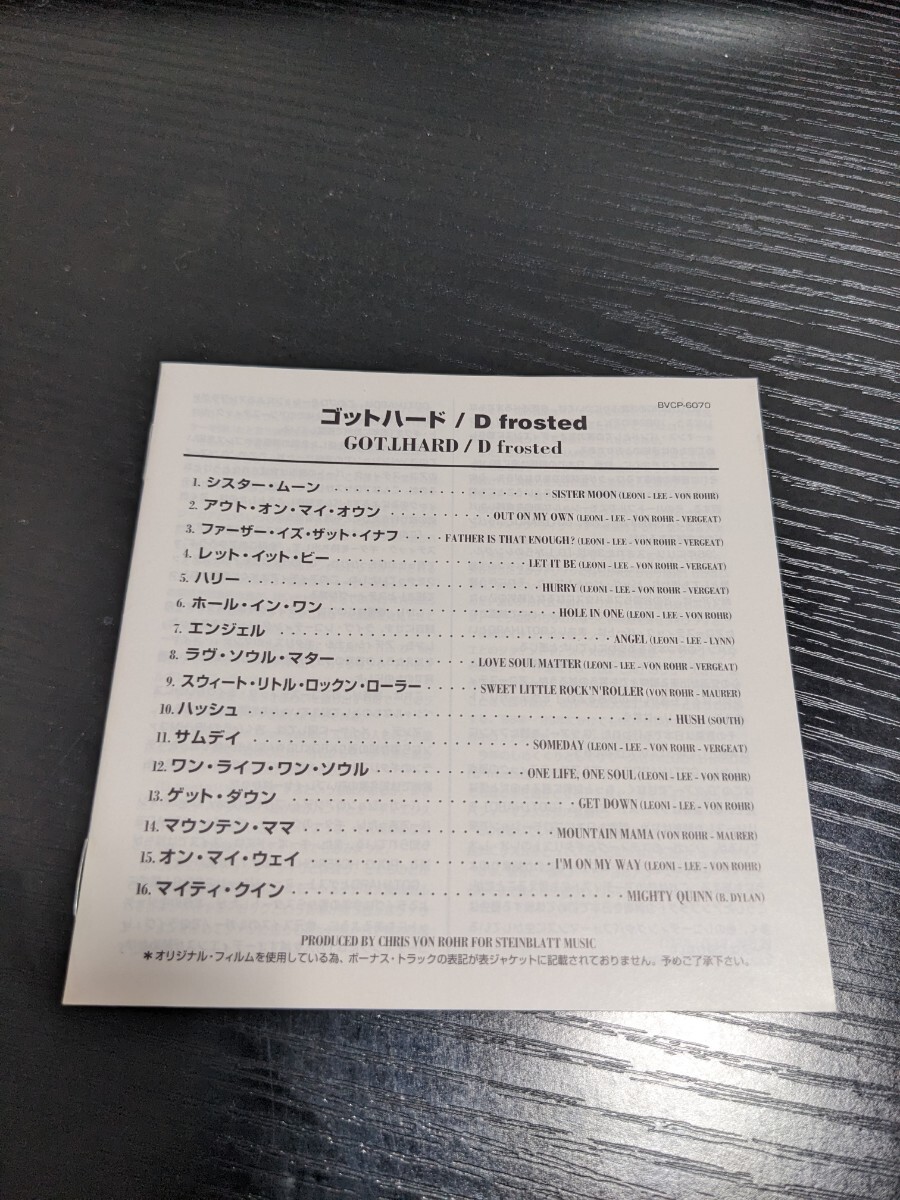 BVCP-6070
ゴットハード / D frosted
GOTTHARD / D frosted
1. シスター・ムーン ..................... SISTER MOON (LEONI - LEE - VON ROHR)
2. アウト・オン・マイ・オウン ........... OUT ON MY OWN (LEONI - LEE - VON ROHR - VERGEAT)
3. ファーザー・イズ・ザット・イナフ .... FATHER IS THAT ENOUGH? (LEONI - LEE - VON ROHR - VERGEAT)
4. レット・イット・ビー .................. LET IT BE (LEONI - LEE - VON ROHR - VERGEAT)
5. ハリー ........................... HURRY (LEONI - LEE - VON ROHR - VERGEAT)
6. ホール・イン・ワン ..................... HOLE IN ONE (LEONI - LEE - VON ROHR)
7. エンジェル .............................. ANGEL (LEONI - LEE - LYNN)
8. ラヴ・ソウル・マター ............ LOVE SOUL MATTER (LEONI - LEE - VON ROHR - VERGEAT)
9. スウィート・リトル・ロックン・ローラー ..... SWEET LITTLE ROCK'N'ROLLER (VON ROHR - MAURER)
10. ハッシュ ....................................... HUSH (SOUTH)
11. サムデイ ......................... SOMEDAY (LEONI - LEE - VON ROHR - VERGEAT)
12. ワン・ライフ・ワン・ソウル ............. ONE LIFE, ONE SOUL (LEONI - LEE - VON ROHR)
13. ゲット・ダウン ......................... GET DOWN (LEONI - LEE - VON ROHR)
14. マウンテン・ママ ...................... MOUNTAIN MAMA (VON ROHR - MAURER)
15. オン・マイ・ウェイ ..................... I'M ON MY WAY (LEONI - LEE - VON ROHR)
16. マイティ・クイン ............................. MIGHTY QUINN (B. DYLAN)
PRODUCED BY CHRIS VON ROHR FOR STEINBLATT MUSIC
＊オリジナル・フィルムを使用している為、ボーナス・トラックの表記が表ジャケットに記載されておりません。予めご了承下さい。